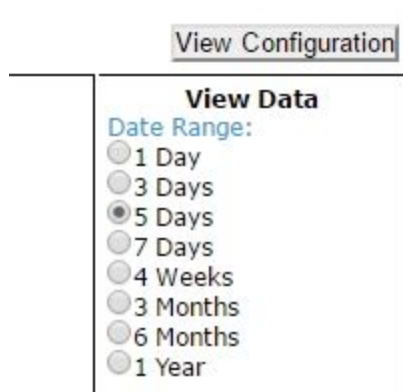 View Configuration
View Data
Date Range:
1 Day
3 Days
5 Days
7 Days
4 Weeks
3 Months
6 Months
1 Year